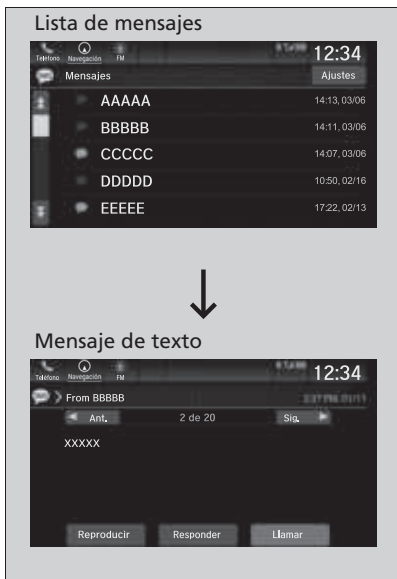 Lista de mensajes
Teléfono Navegación FM 12:34
Mensajes Ajustes
AAAAA 14:13, 03/06
BBBBB 14:11, 03/06
CCCCC 14:07, 03/06
DDDDD 10:50, 02/16
EEEEE 17:22, 02/13
Mensaje de texto
Teléfono Navegación FM 12:34
From BBBBB
Ant. 2 de 20 Sig.
XXXXX
Reproducir Responder Llamar